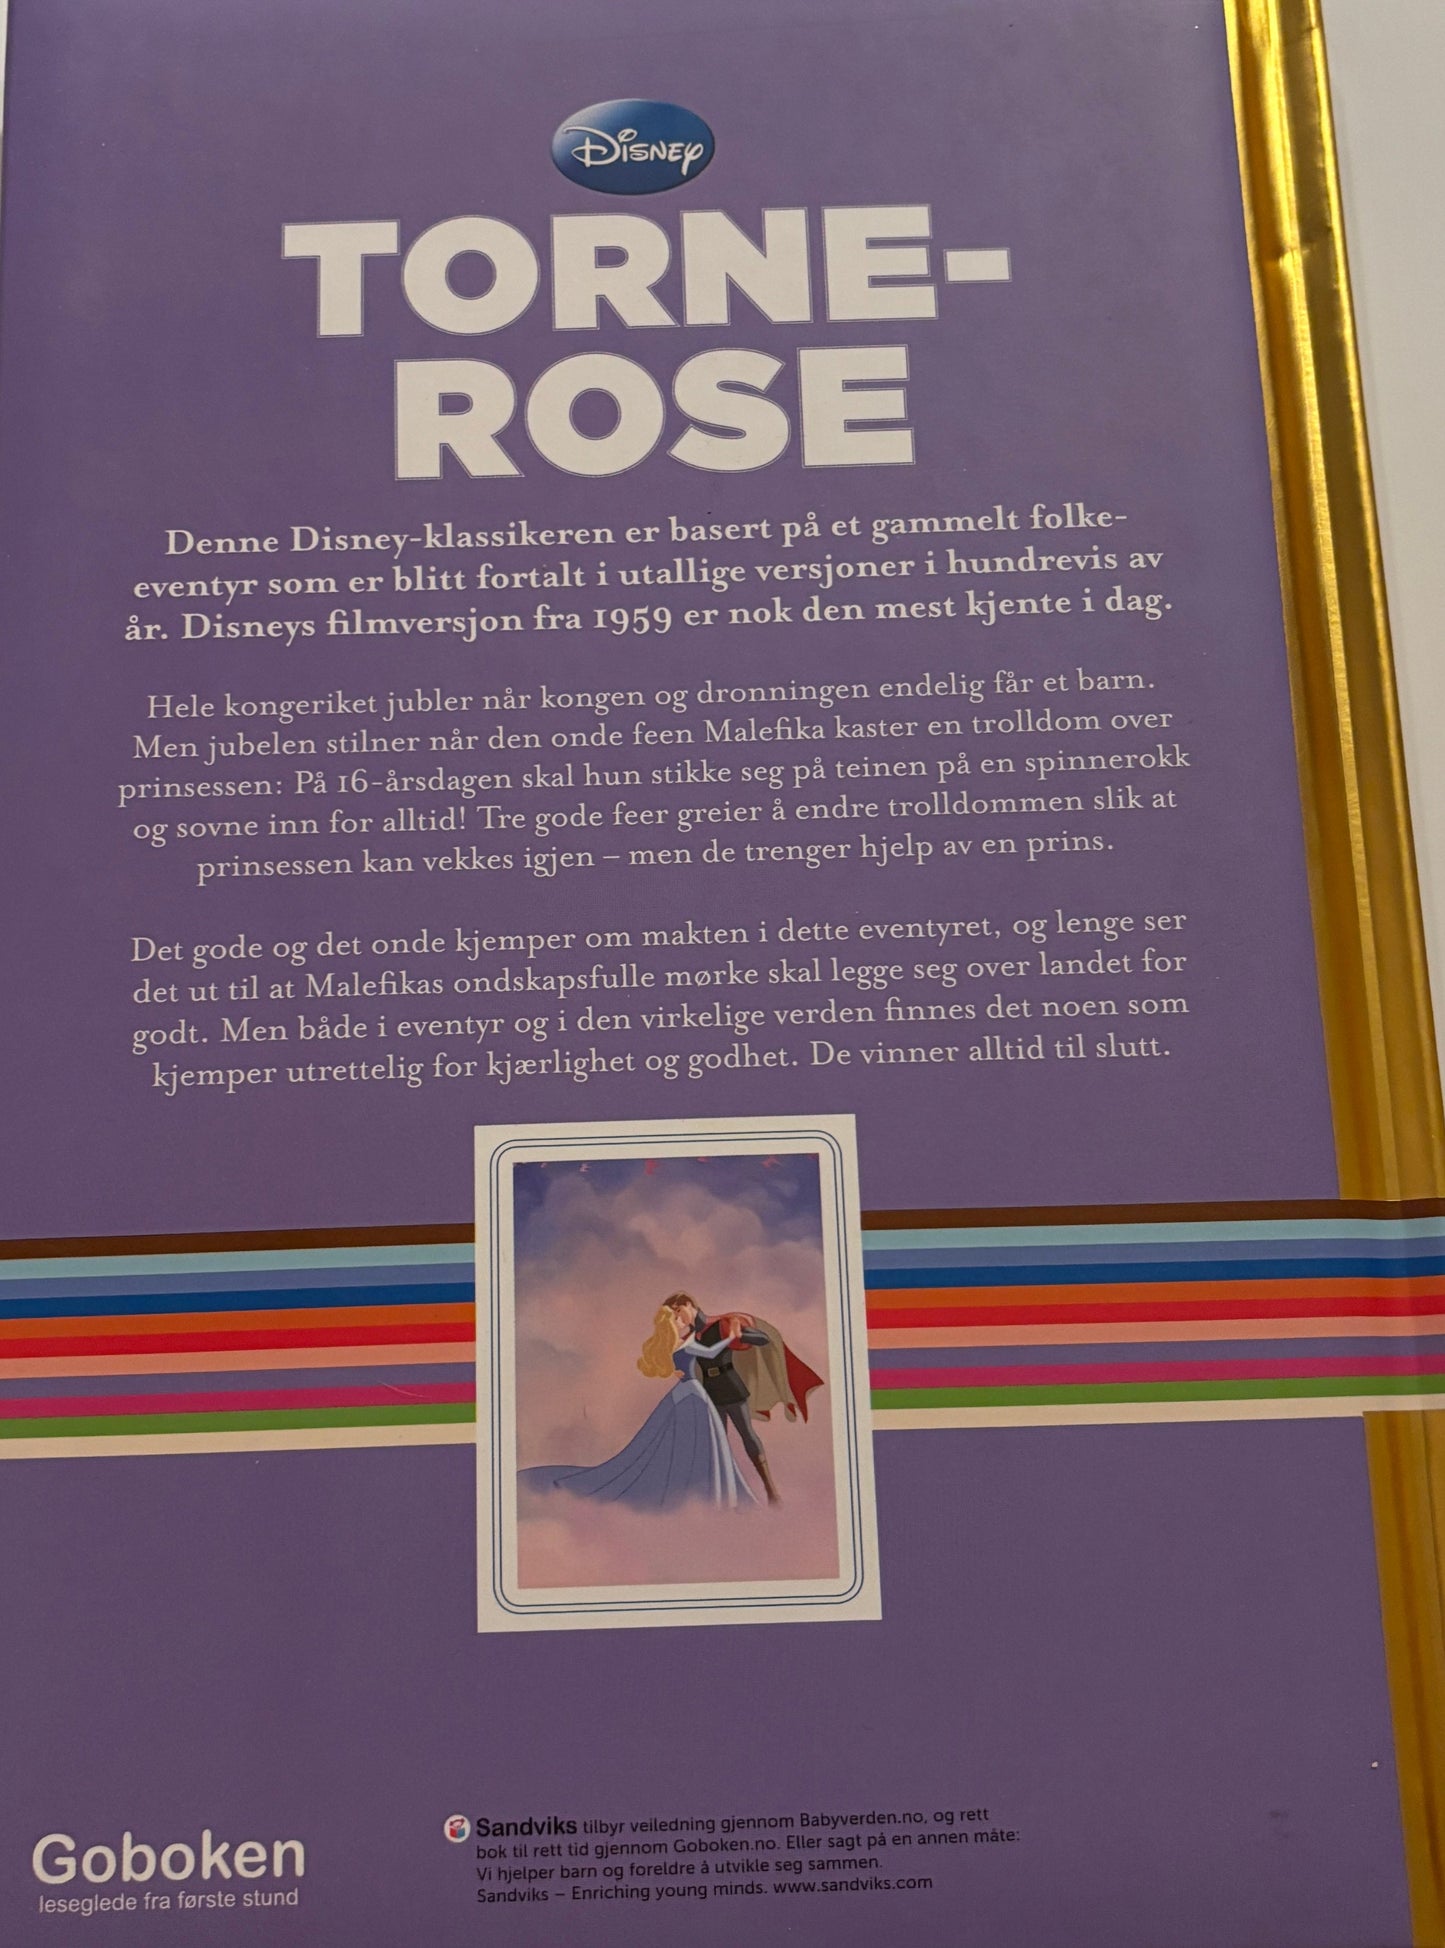 Disney
TORNE-
ROSE
Denne Disney-klassikeren er basert på et gammelt folke-
eventyr som er blitt fortalt i utallige versjoner i hundrevis av
år. Disneys filmversjon fra 1959 er nok den mest kjente i dag.
Hele kongeriket jubler når kongen og dronningen endelig får et barn.
Men jubelen stilner når den onde feen Malefika kaster en trolldom over
prinsessen: På 16-årsdagen skal hun stikke seg på teinen på en spinnerokk
og sovne inn for alltid! Tre gode feer greier å endre trolldommen slik at
prinsessen kan vekkes igjen – men de trenger hjelp av en prins.
Det gode og det onde kjemper om makten i dette eventyret, og lenge ser
det ut til at Malefikas ondskapsfulle mørke skal legge seg over landet for
godt. Men både i eventyr og i den virkelige verden finnes det noen som
kjemper utrettelig for kjærlighet og godhet. De vinner alltid til slutt.
Goboken
leseglede fra første stund
Sandviks tilbyr veiledning gjennom Babyverden.no, og rett
bok til rett tid gjennom Goboken.no. Eller sagt på en annen måte:
Vi hjelper barn og foreldre å utvikle seg sammen.
Sandviks – Enriching young minds. www.sandviks.com